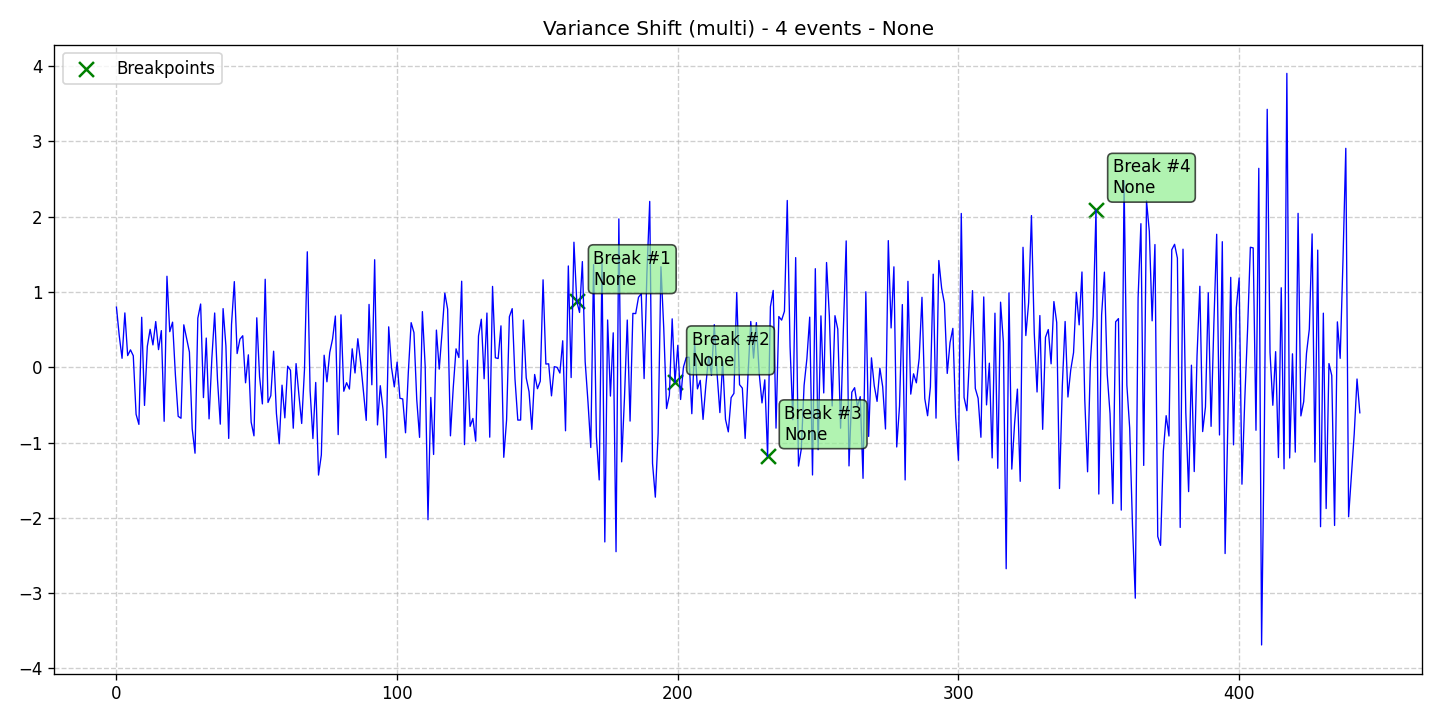 Variance Shift (multi) - 4 events - None
Breakpoints
4
3
2
1
0
−1
−2
−3
−4
Break #1
None
Break #2
None
Break #3
None
Break #4
None
0
100
200
300
400